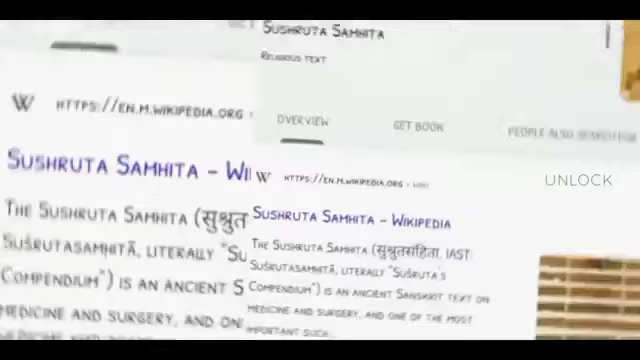 SUSHRUTA SAMHITA
RELIGIOUS TEXT
OVERVIEW
GET BOOK
PEOPLE ALSO SEARCH FOR
HTTPS://EN.M.WIKIPEDIA.ORG
SUSHRUTA SAMHITA - WI
THE SUSHRUTA SAMHITA (सुश्रुत
SUŚRUTASAMHITĀ, LITERALLY "SU
COMPENDIUM") IS AN ANCIENT S
MEDICINE AND SURGERY, AND ON
HTTPS://EN.M.WIKIPEDIA.ORG
SUSHRUTA SAMHITA - WIKIPEDIA
THE SUSHRUTA SAMHITA (सुश्रुतसंहिता, IAST:
SUŚRUTASAMHITĀ, LITERALLY "SUŚRUTA'S
COMPENDIUM") IS AN ANCIENT SANSKRIT TEXT ON
MEDICINE AND SURGERY, AND ONE OF THE MOST
IMPORTANT SUCH
UNLOCK